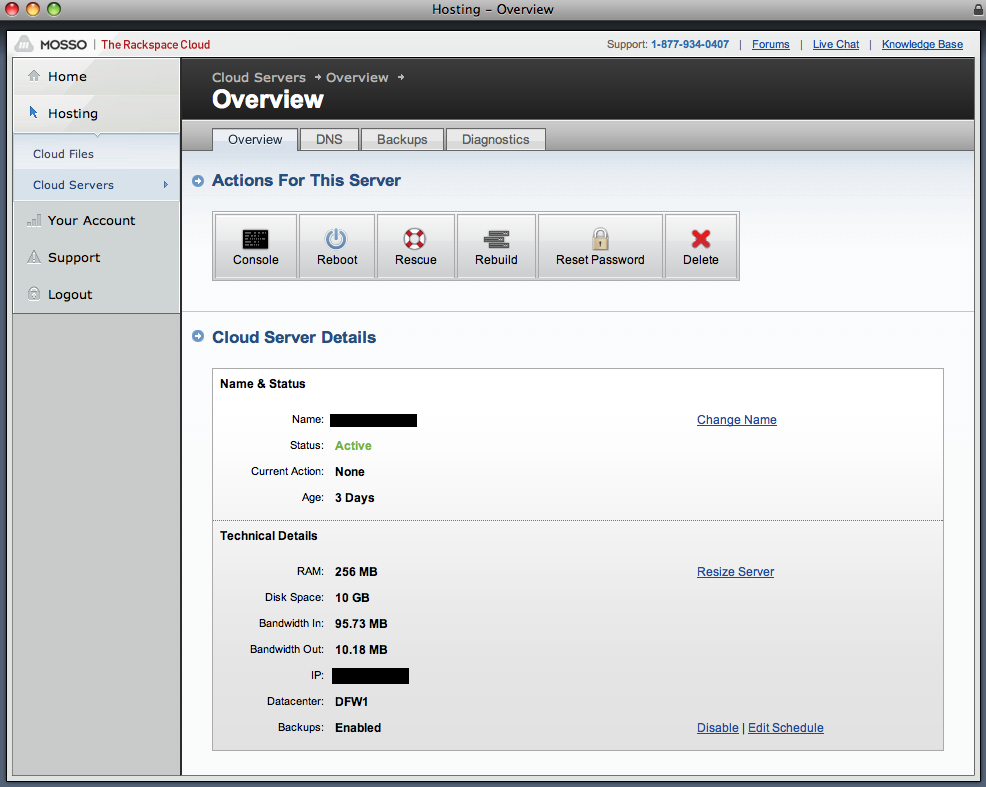 Hosting – Overview
MOSSO | The Rackspace Cloud
Support: 1-877-934-0407 | Forums | Live Chat | Knowledge Base
Home
Hosting
Cloud Files
Cloud Servers
Your Account
Support
Logout
Cloud Servers → Overview →
Overview
Overview DNS Backups Diagnostics
Actions For This Server
Console Reboot Rescue Rebuild Reset Password Delete
Cloud Server Details
Name & Status
Name: Change Name
Status: Active
Current Action: None
Age: 3 Days
Technical Details
RAM: 256 MB Resize Server
Disk Space: 10 GB
Bandwidth In: 95.73 MB
Bandwidth Out: 10.18 MB
IP:
Datacenter: DFW1
Backups: Enabled Disable | Edit Schedule